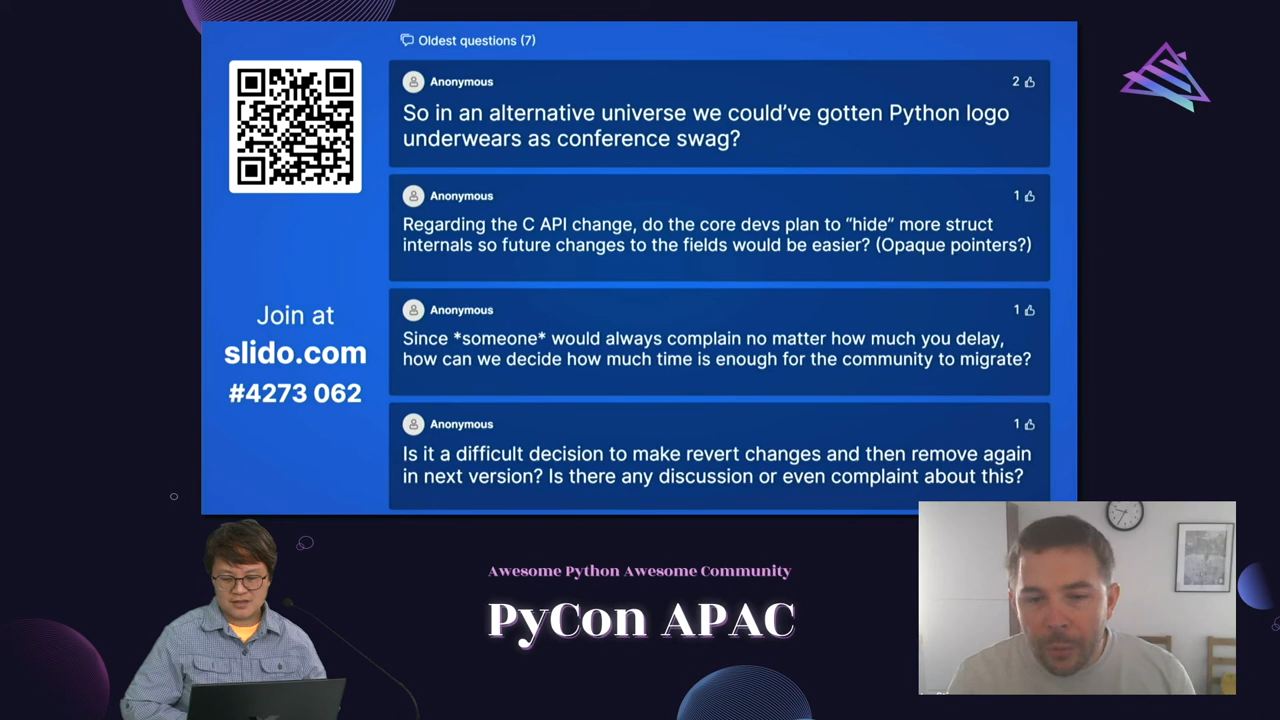 Oldest questions (7)
Anonymous
2
So in an alternative universe we could've gotten Python logo
underwears as conference swag?
Anonymous
1
Regarding the C API change, do the core devs plan to “hide” more struct
internals so future changes to the fields would be easier? (Opaque pointers?)
Anonymous
1
Since *someone* would always complain no matter how much you delay,
how can we decide how much time is enough for the community to migrate?
Anonymous
1
Is it a difficult decision to make revert changes and then remove again
in next version? Is there any discussion or even complaint about this?
Join at
slido.com
#4273 062
Awesome Python Awesome Community
PyCon APAC